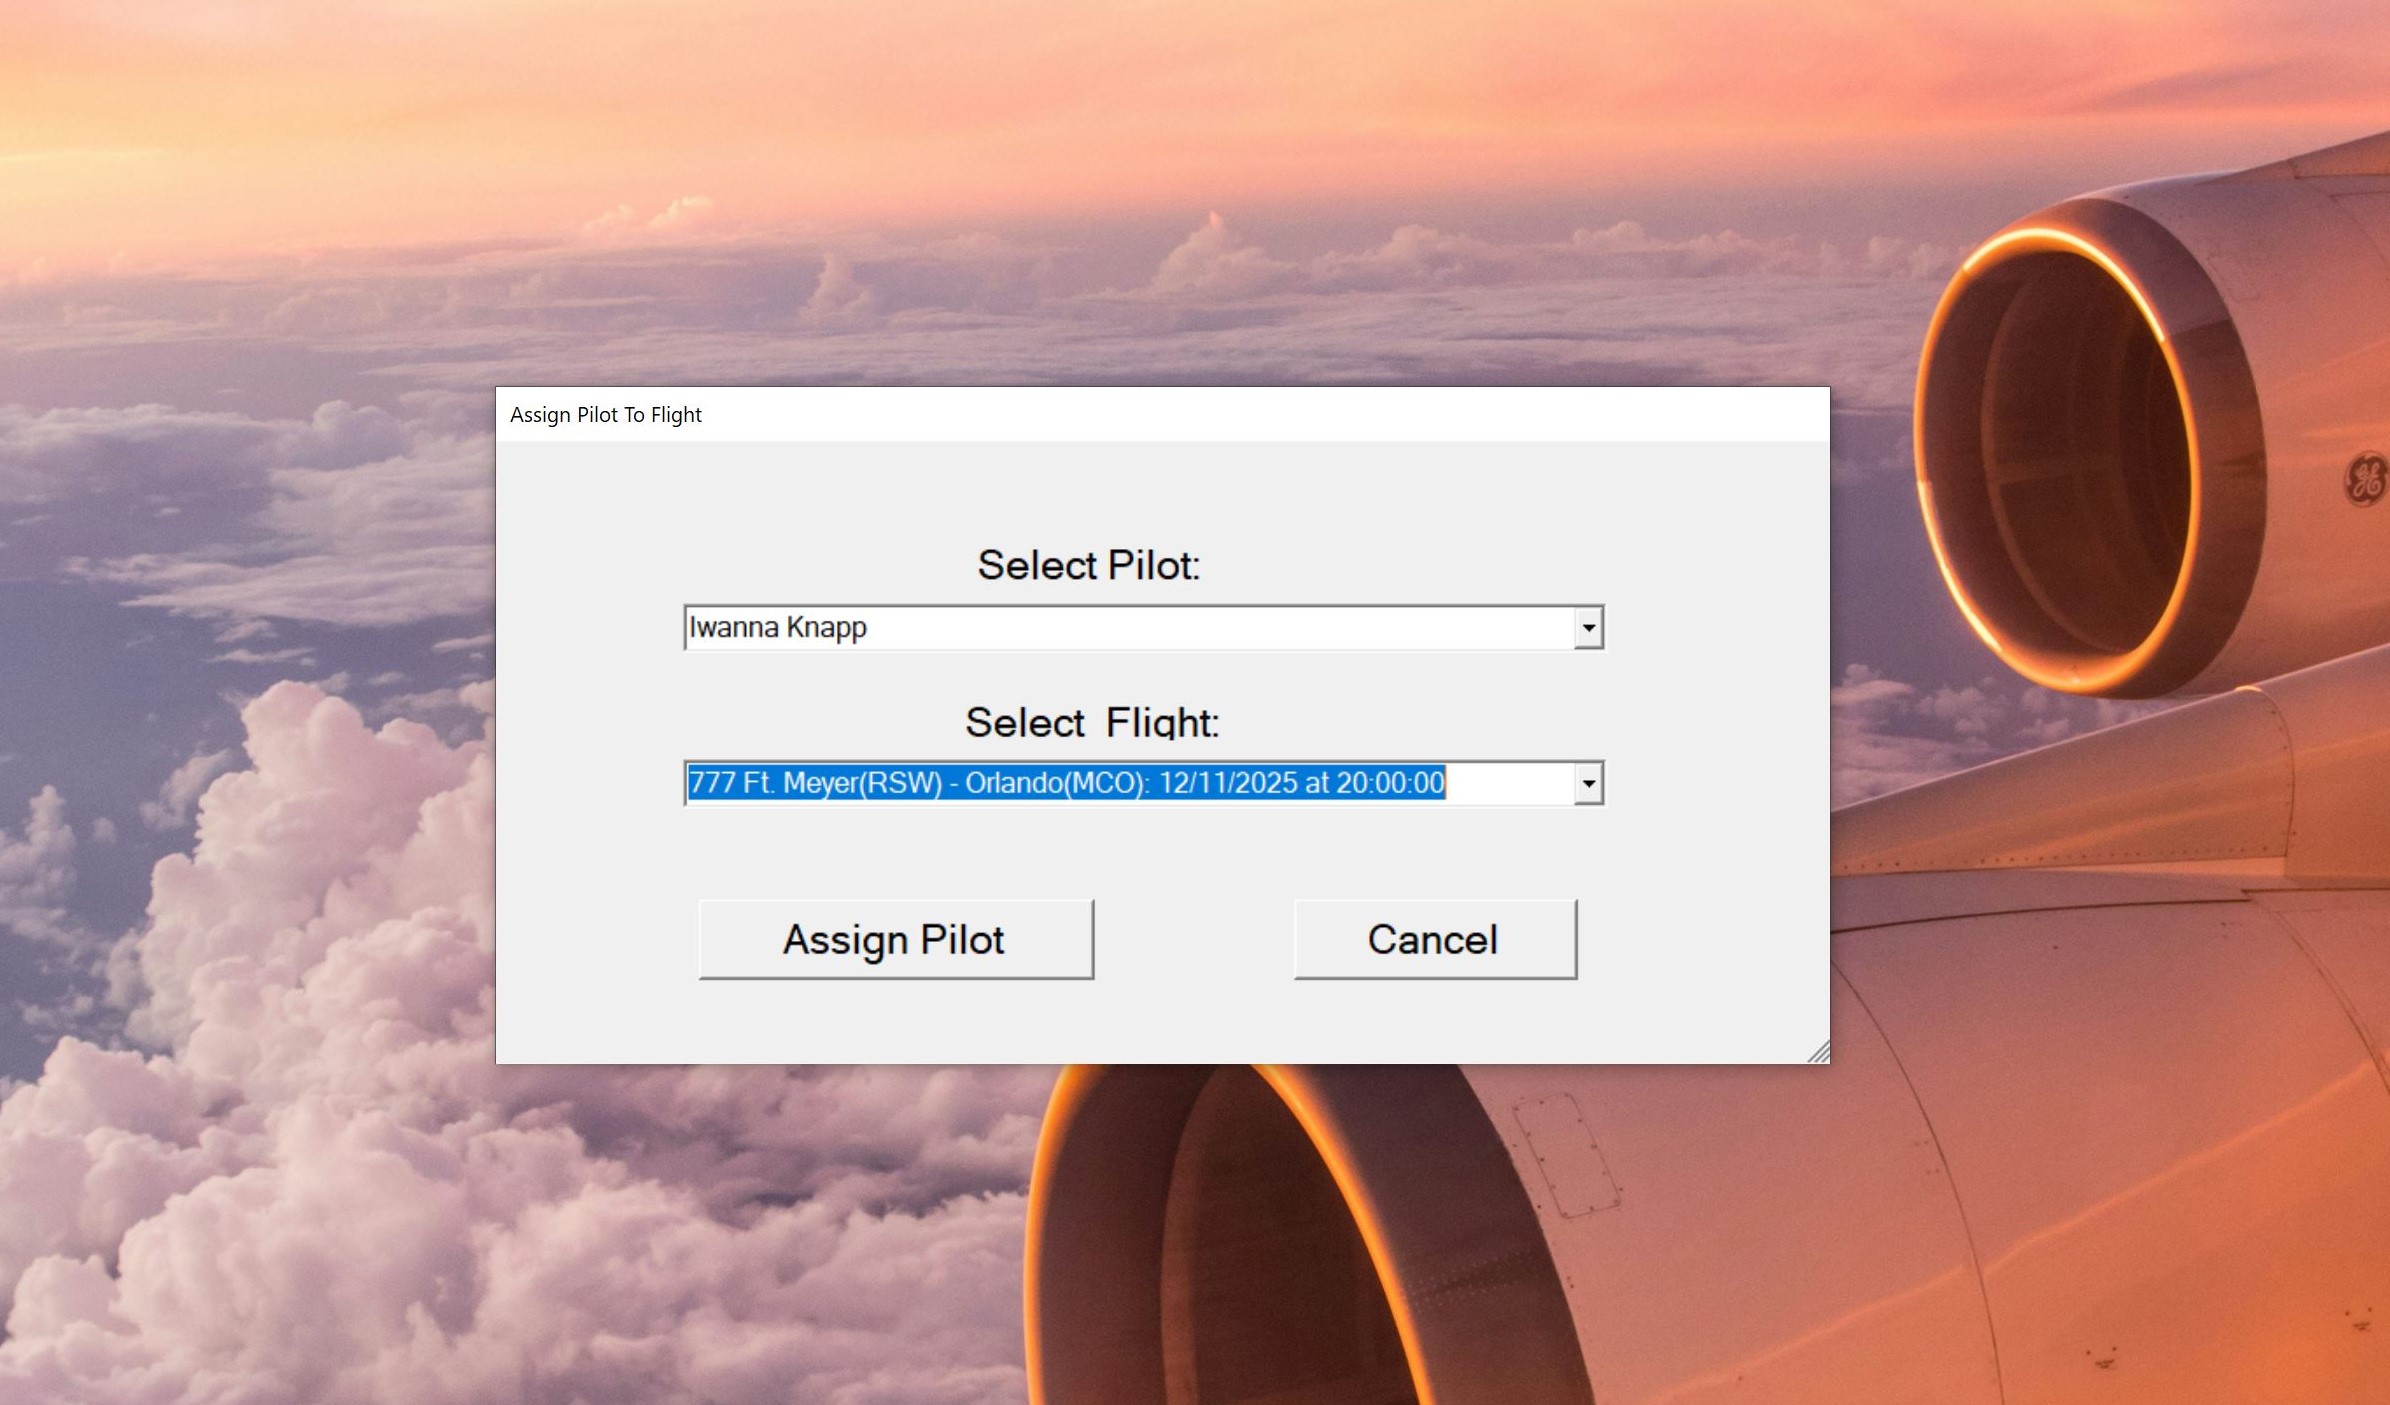 Assign Pilot To Flight
Select Pilot:
Iwanna Knapp
Select Flight:
777 Ft. Meyer(RSW) - Orlando(MCO): 12/11/2025 at 20:00:00
Assign Pilot
Cancel